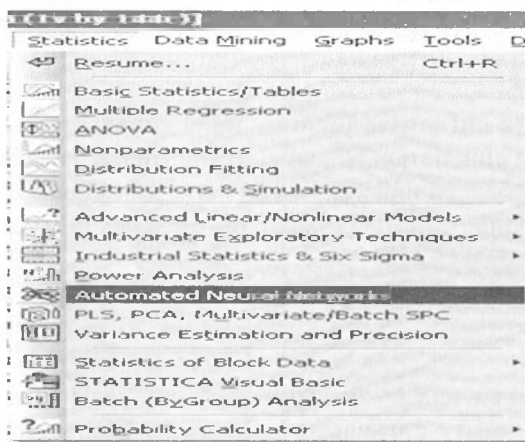 Statistics Data Mining Graphs Tools D
Resume... Ctrl+R
Basic Statistics/Tables
Multiple Regression
ANOVA
Nonparametrics
Distribution Fitting
Distributions & Simulation
Advanced Linear/Nonlinear Models
Multivariate Exploratory Techniques
Industrial Statistics & Six Sigma
Power Analysis
Automated Neural Networks
PLS, PCA, Multivariate/Batch SPC
Variance Estimation and Precision
Statistics of Block Data
STATISTICA Visual Basic
Batch (ByGroup) Analysis
Probability Calculator